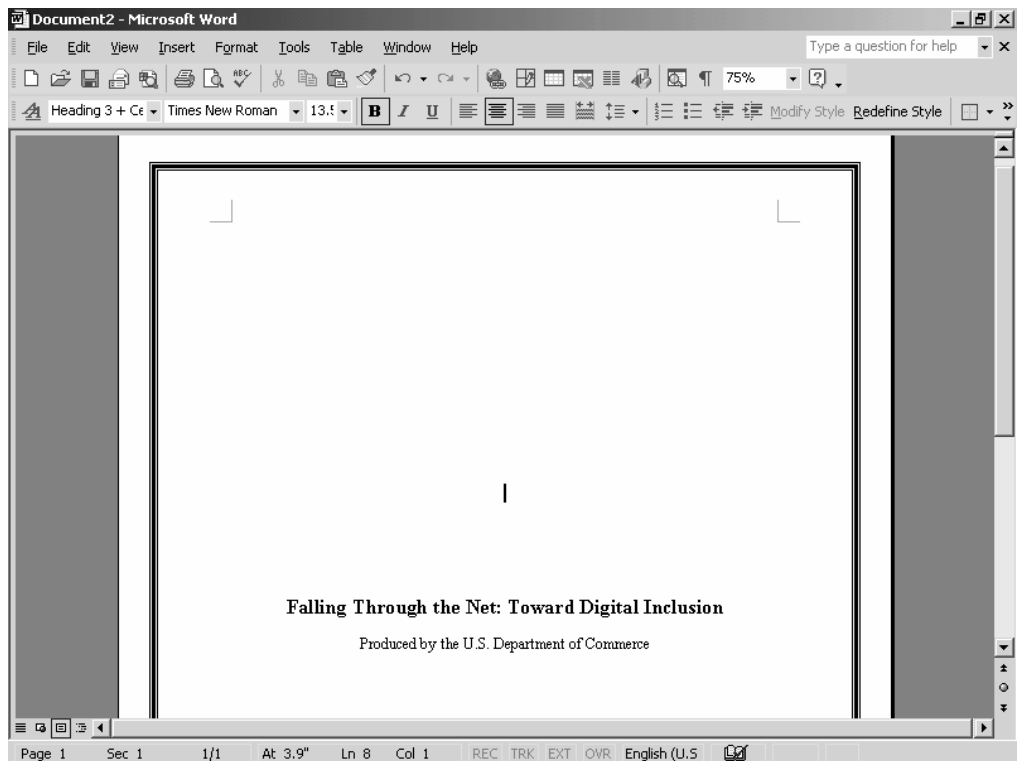 Document2 - Microsoft Word
File Edit View Insert Format Tools Table Window Help Type a question for help
ABC 75%
Heading 3 + Ce Times New Roman 13.5 B I U Modify Style Redefine Style
Falling Through the Net: Toward Digital Inclusion
Produced by the U.S. Department of Commerce
Page 1 Sec 1 1/1 At 3.9" Ln 8 Col 1 REC TRK EXT OVR English (U.S